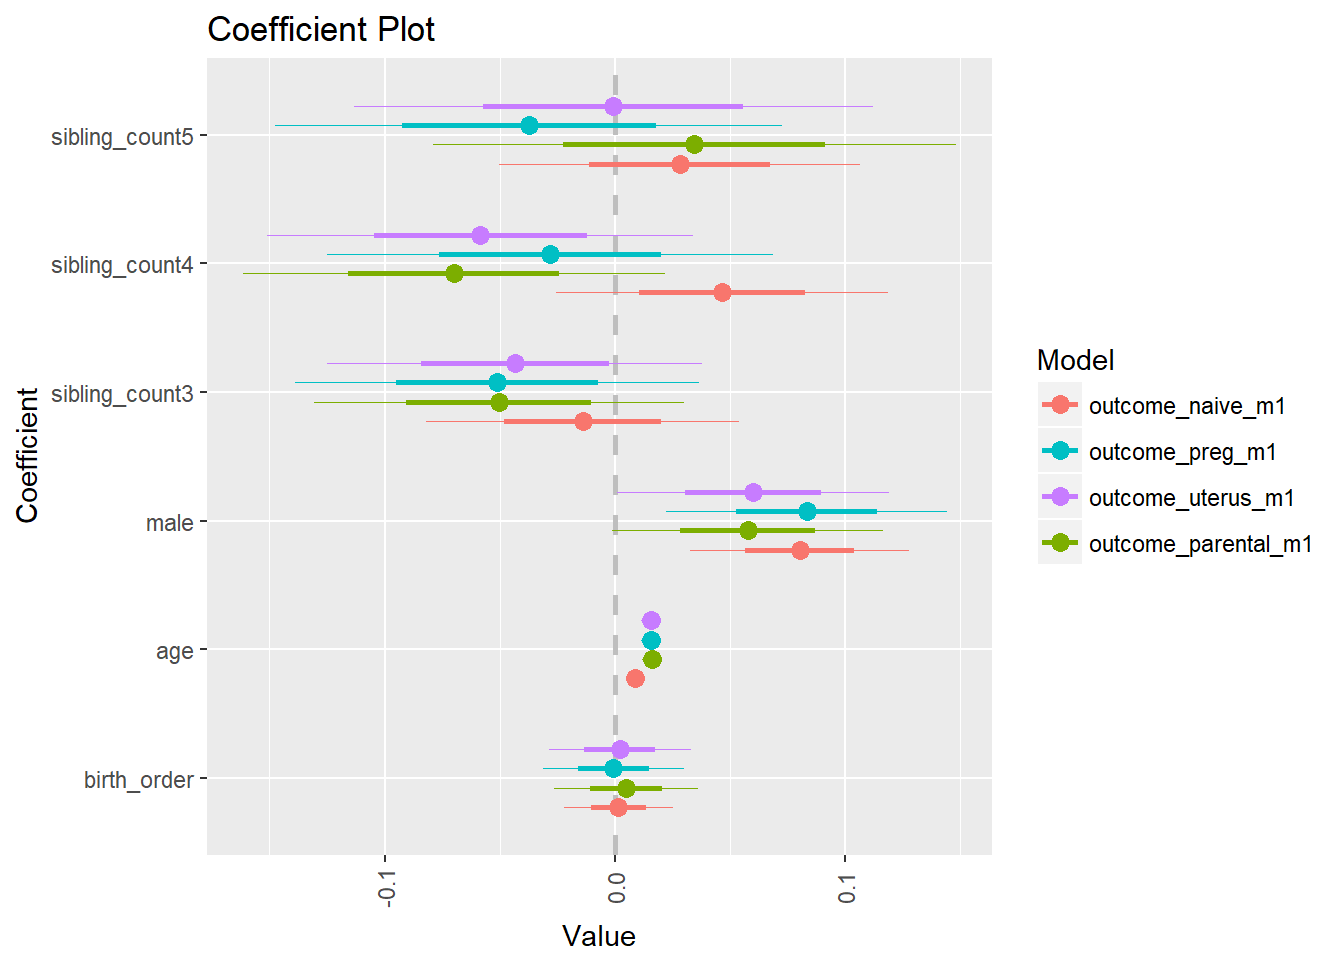 Coefficient Plot
Coefficient
sibling_count5
sibling_count4
sibling_count3
male
age
birth_order
-0.1
0.0
0.1
Value
Model
outcome_naive_m1
outcome_preg_m1
outcome_uterus_m1
outcome_parental_m1